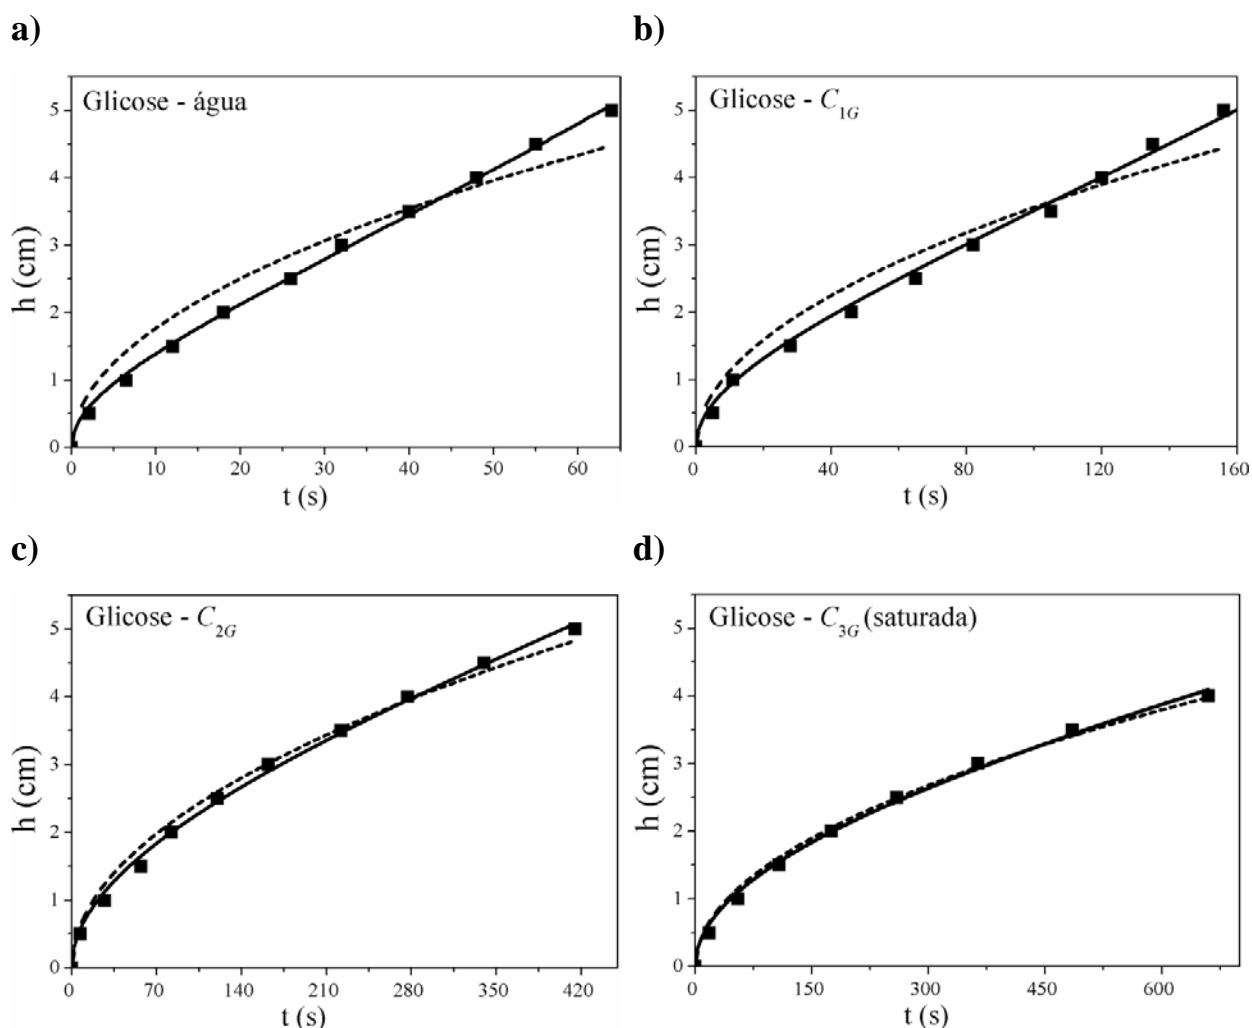 a)
Glicose - água
h (cm)
5
4
3
2
1
0
0 10 20 30 40 50 60
t (s)
b)
Glicose - C1G
h (cm)
5
4
3
2
1
0
0 40 80 120 160
t (s)
c)
Glicose - C2G
h (cm)
5
4
3
2
1
0
0 70 140 210 280 350 420
t (s)
d)
Glicose - C3G (saturada)
h (cm)
5
4
3
2
1
0
0 150 300 450 600
t (s)